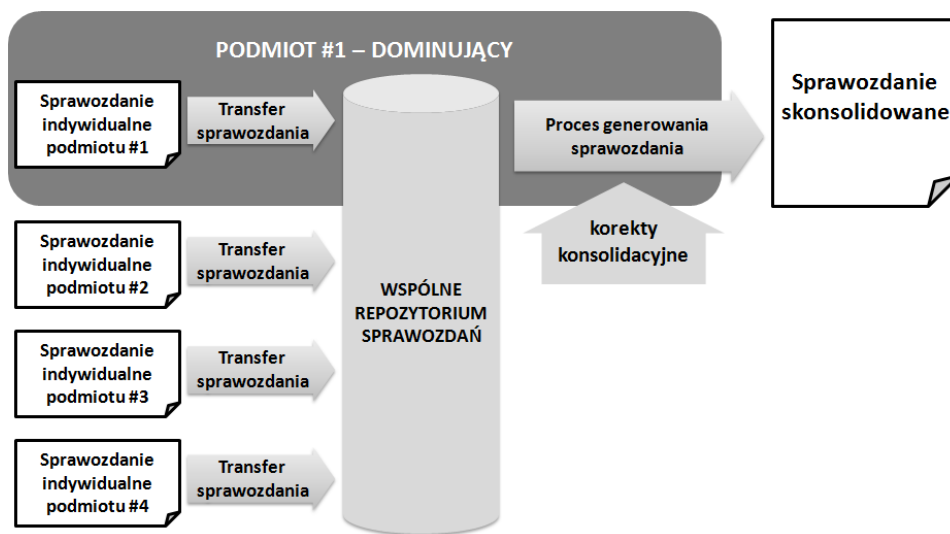 PODMIOT #1 – DOMINUJĄCY
Sprawozdanie
indywidualne
podmiotu #1
Transfer
sprawozdania
Proces generowania
sprawozdania
Sprawozdanie
skonsolidowane
korekty
konsolidacyjne
Sprawozdanie
indywidualne
podmiotu #2
Transfer
sprawozdania
WSPÓLNE
REPOZYTORIUM
SPRAWOZDAŃ
Sprawozdanie
indywidualne
podmiotu #3
Transfer
sprawozdania
Sprawozdanie
indywidualne
podmiotu #4
Transfer
sprawozdania